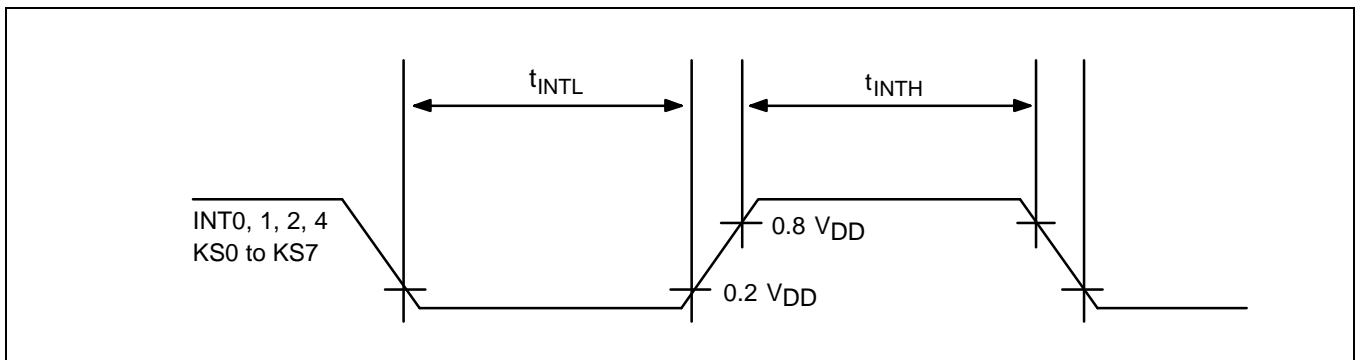 tINTL
tINTH
INT0, 1, 2, 4
KS0 to KS7
0.8 VDD
0.2 VDD